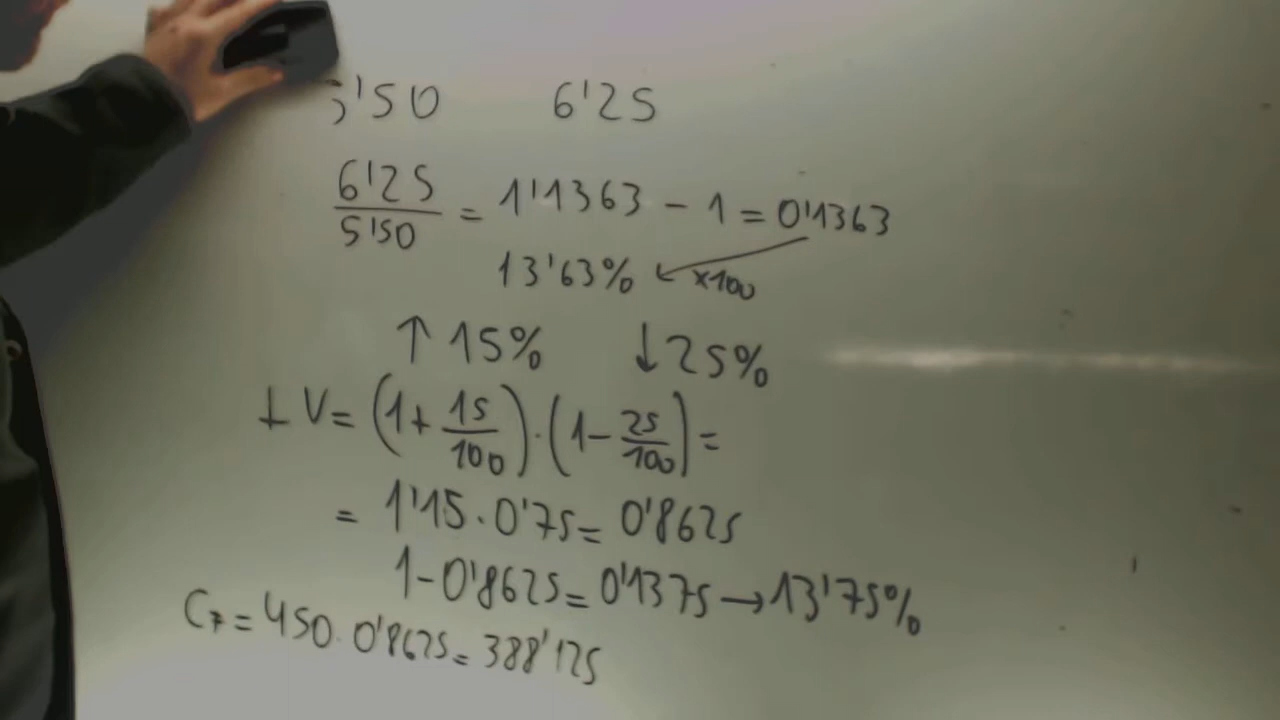 '50 6'25
6'25/5'50 = 1'1363 - 1 = 0'1363
13'63% ← x100
↑ 15% ↓ 25%
⊥ V = (1 + 15/100) · (1 - 25/100) =
= 1'15 · 0'75 = 0'8625
1 - 0'8625 = 0'1375 → 13'75%
CF = 450 · 0'8625 = 388'125